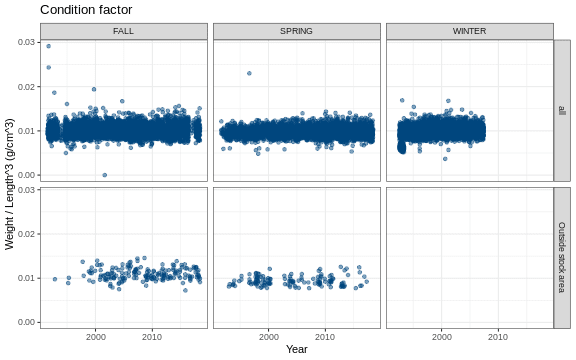 Condition factor
FALL SPRING WINTER
0.03
0.02
0.01
0.00
all
0.03
0.02
0.01
0.00
Outside stock area
Weight / Length^3 (g/cm^3)
2000 2010 2000 2010 2000 2010
Year